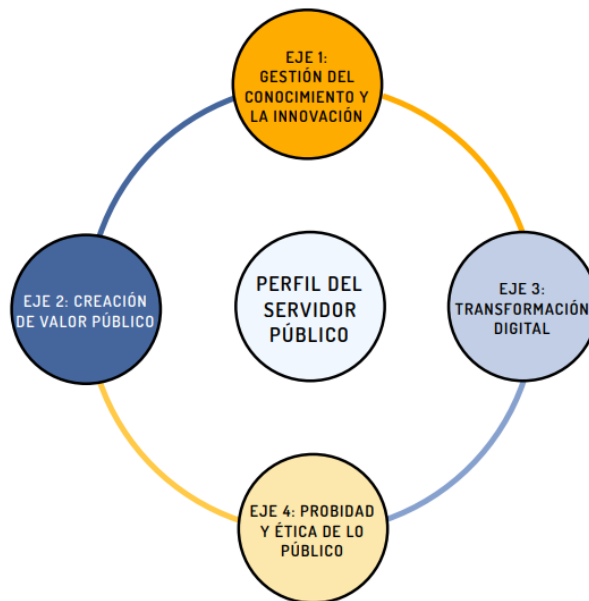 EJE 1:
GESTIÓN DEL
CONOCIMIENTO Y
LA INNOVACIÓN
EJE 2: CREACIÓN
DE VALOR PÚBLICO
PERFIL DEL
SERVIDOR
PÚBLICO
EJE 3:
TRANSFORMACIÓN
DIGITAL
EJE 4: PROBIDAD
Y ÉTICA DE LO
PÚBLICO